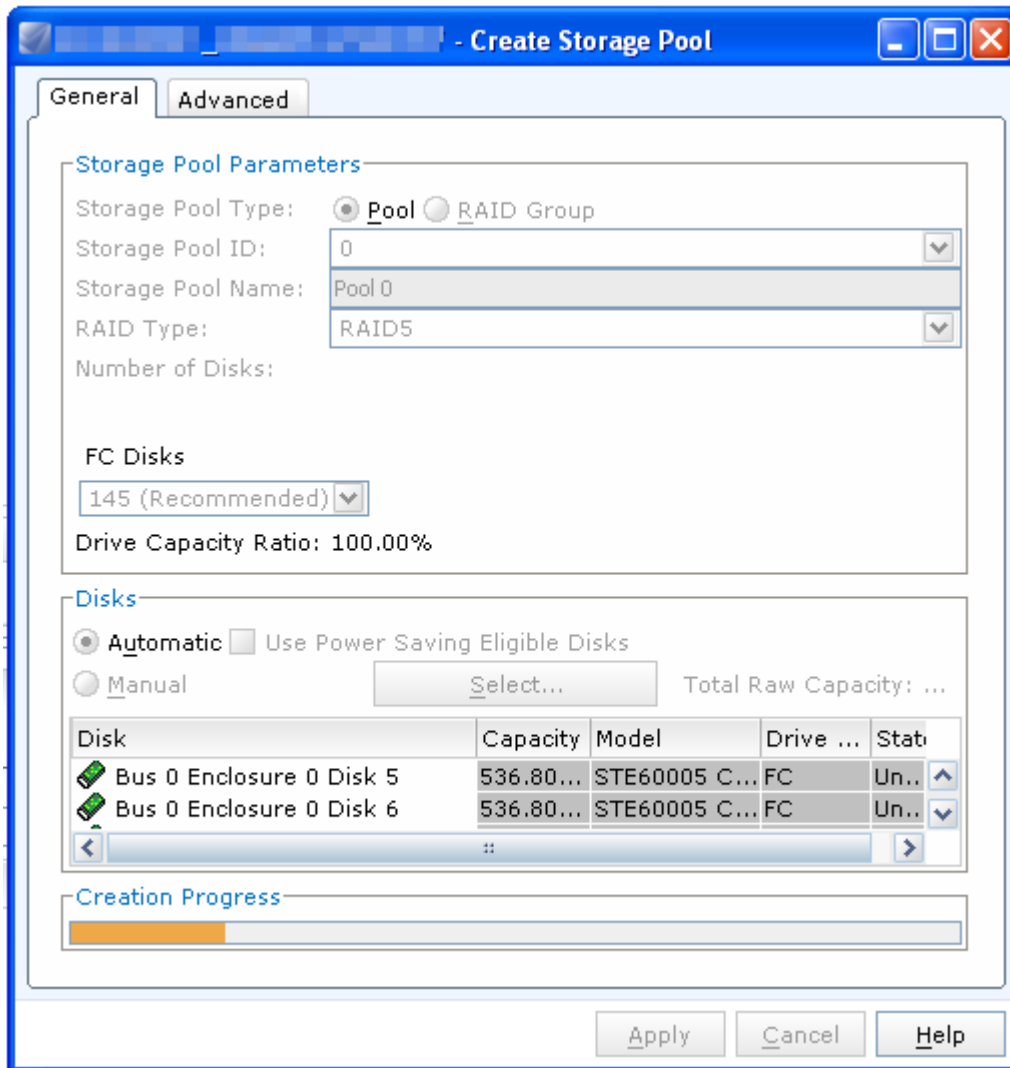 - Create Storage Pool
General Advanced
Storage Pool Parameters
Storage Pool Type: Pool RAID Group
Storage Pool ID: 0
Storage Pool Name: Pool 0
RAID Type: RAID5
Number of Disks:
FC Disks
145 (Recommended)
Drive Capacity Ratio: 100.00%
Disks
Automatic Use Power Saving Eligible Disks
Manual Select... Total Raw Capacity: ...
Disk Capacity Model Drive ... State
Bus 0 Enclosure 0 Disk 5 536.80... STE60005 C... FC Un..
Bus 0 Enclosure 0 Disk 6 536.80... STE60005 C... FC Un..
Creation Progress
Apply Cancel Help